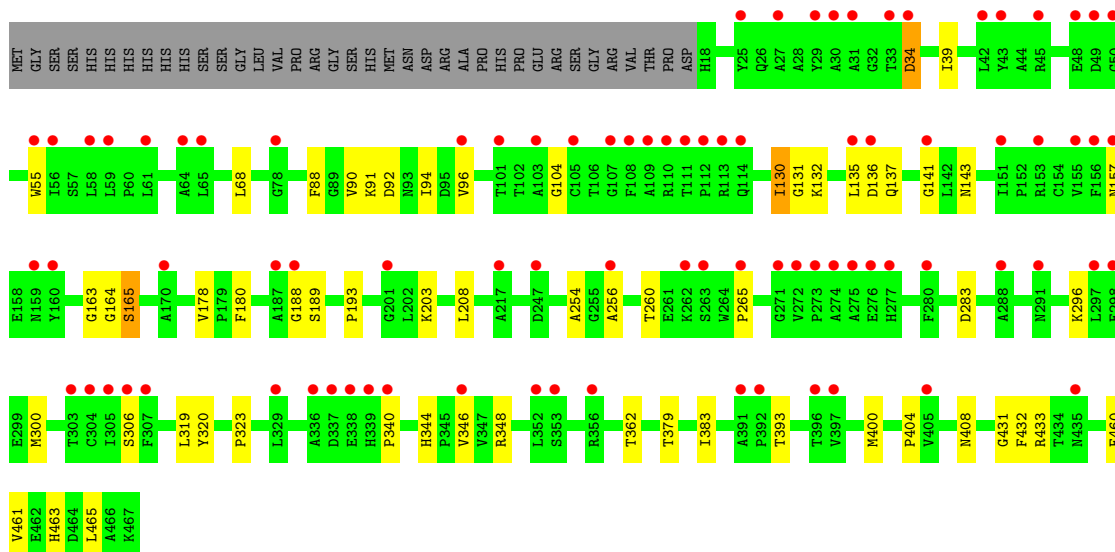 MET GLY SER SER HIS HIS HIS HIS HIS HIS SER SER GLY LEU VAL PRO ARG GLY SER HIS MET ASN ASP ARG ALA PRO HIS PRO GLU ARG SER GLY ARG VAL THR PRO ASP H18 Y25 Q26 A27 A28 Y29 A30 A31 G32 T33 D34 I39 L42 Y43 A44 R45 E48 D49 G50
W55 I56 S57 L58 L59 P60 L61 A64 L65 L68 G78 F88 G89 V90 K91 D92 N93 I94 D95 V96 T101 T102 A103 G104 C105 T106 G107 F108 A109 R110 T111 P112 R113 Q114 I130 G131 K132 L135 D136 Q137 G141 L142 N143 I151 P152 R153 C154 V155 F156 N157
E158 N159 Y160 G163 G164 S165 A170 V178 P179 F180 A187 G188 S189 P193 G201 L202 K203 L208 A217 D247 A254 G255 A256 T260 E261 K262 S263 W264 P265 G271 V272 P273 A274 A275 E276 H277 F280 D283 A288 N291 K296 L297
E299 M300 T303 C304 I305 S306 F307 L319 Y320 P323 L329 A336 D337 E338 H339 P340 H344 P345 V346 V347 R348 L352 S353 R356 T362 T379 I383 A391 P392 T393 T396 V397 M400 P404 V405 N408 G431 F432 R433 T434 N435
V461 E462 H463 D464 L465 A466 K467